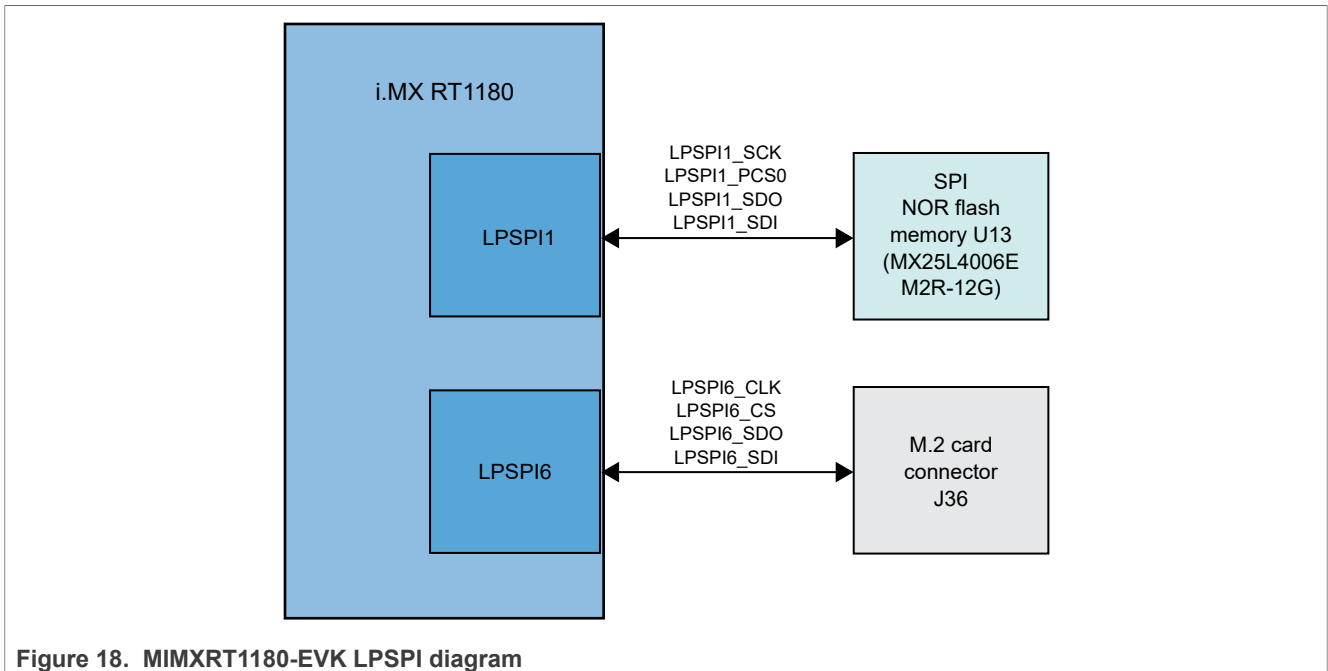 i.MX RT1180
LPSPI1
LPSPI1_SCK
LPSPI1_PCS0
LPSPI1_SDO
LPSPI1_SDI
SPI
NOR flash
memory U13
(MX25L4006E
M2R-12G)
LPSPI6
LPSPI6_CLK
LPSPI6_CS
LPSPI6_SDO
LPSPI6_SDI
M.2 card
connector
J36
Figure 18. MIMXRT1180-EVK LPSPI diagram